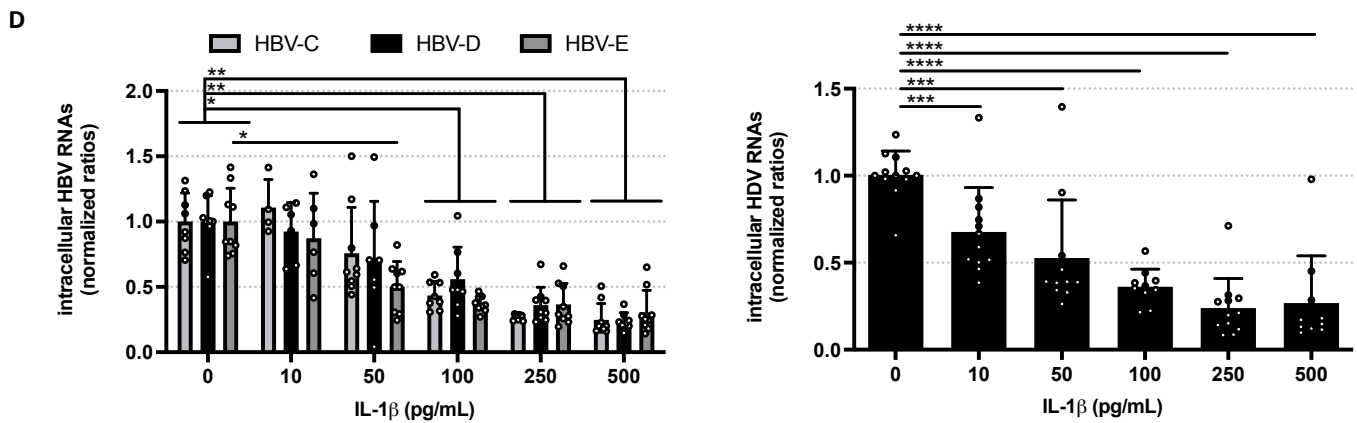 D
HBV-C HBV-D HBV-E
intracellular HBV RNAs
(normalized ratios)
2.0
1.5
1.0
0.5
0.0
**
**
*
*
0 10 50 100 250 500
IL-1β (pg/mL)
intracellular HDV RNAs
(normalized ratios)
1.5
1.0
0.5
0.0
****
****
****
***
***
0 10 50 100 250 500
IL-1β (pg/mL)